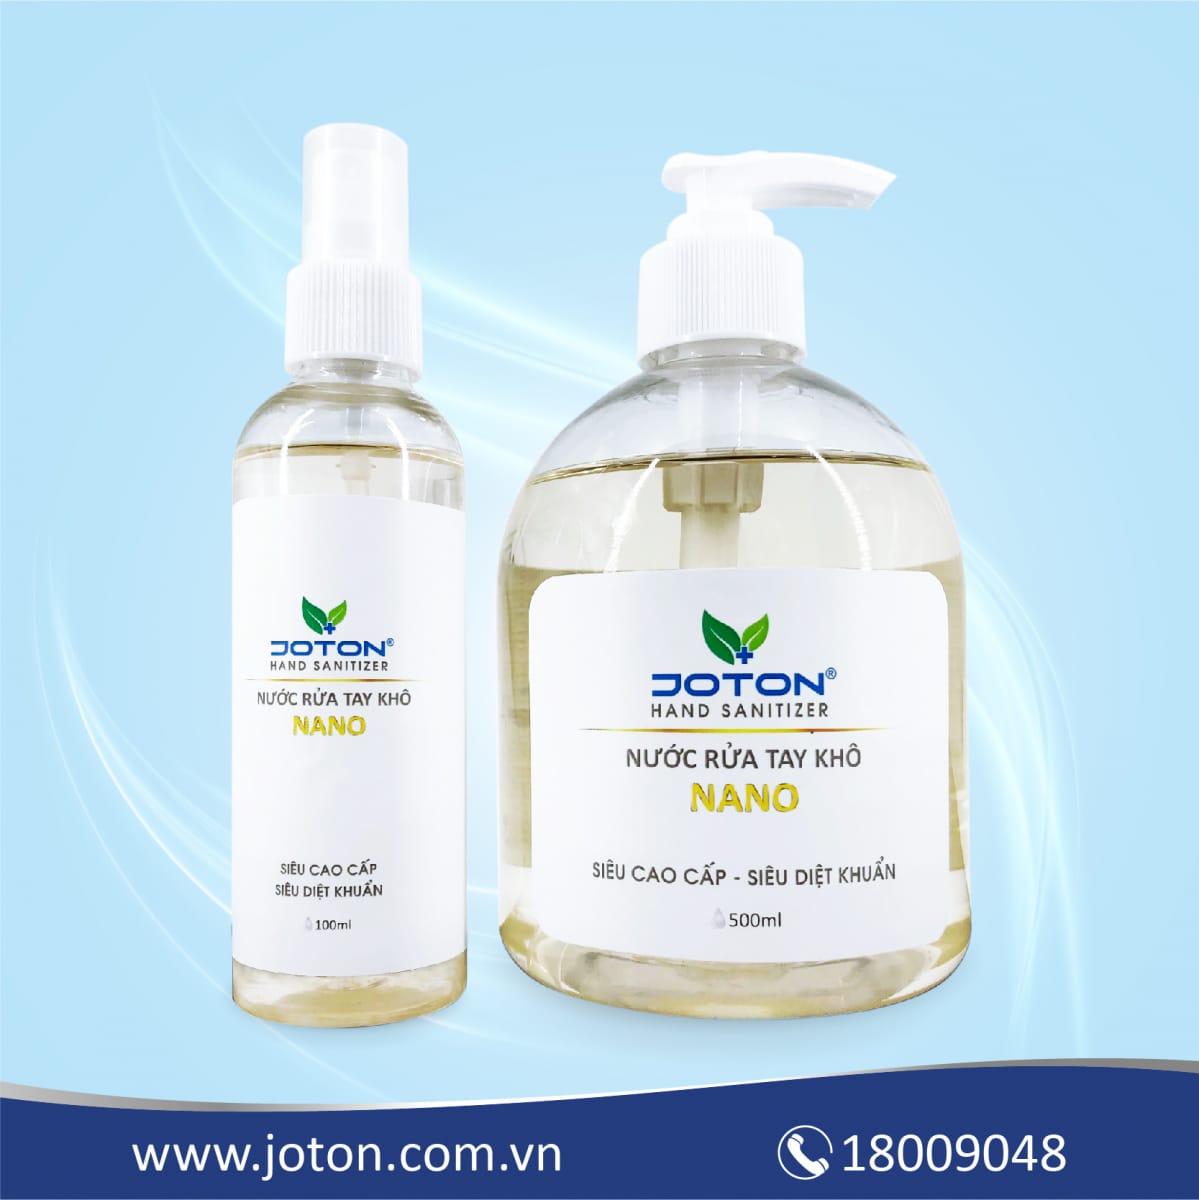 JOTON®
HAND SANITIZER
NƯỚC RỬA TAY KHÔ
NANO
SIÊU CAO CẤP
SIÊU DIỆT KHUẨN
100ml
JOTON®
HAND SANITIZER
NƯỚC RỬA TAY KHÔ
NANO
SIÊU CAO CẤP - SIÊU DIỆT KHUẨN
500ml
www.joton.com.vn
18009048